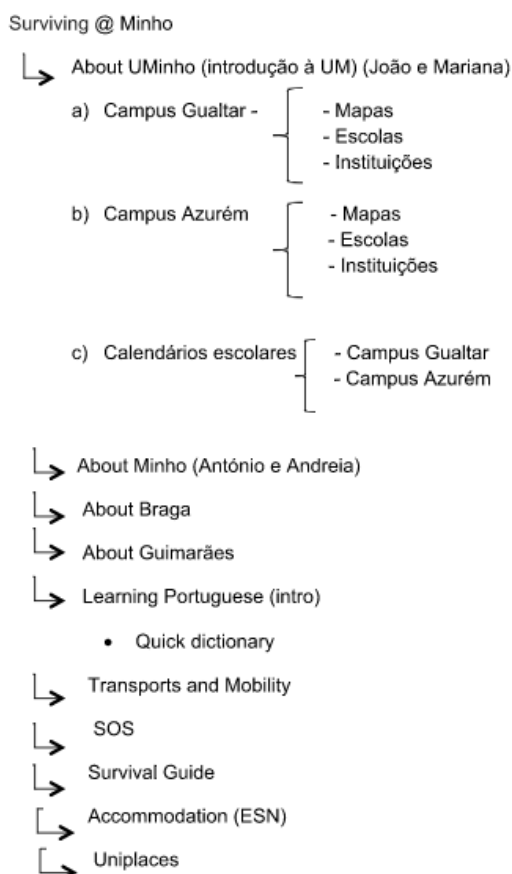 Surviving @ Minho
About UMinho (introdução à UM) (João e Mariana)
a) Campus Gualtar -
- Mapas
- Escolas
- Instituições
b) Campus Azurém
- Mapas
- Escolas
- Instituições
c) Calendários escolares
- Campus Gualtar
- Campus Azurém
About Minho (António e Andreia)
About Braga
About Guimarães
Learning Portuguese (intro)
• Quick dictionary
Transports and Mobility
SOS
Survival Guide
Accommodation (ESN)
Uniplaces